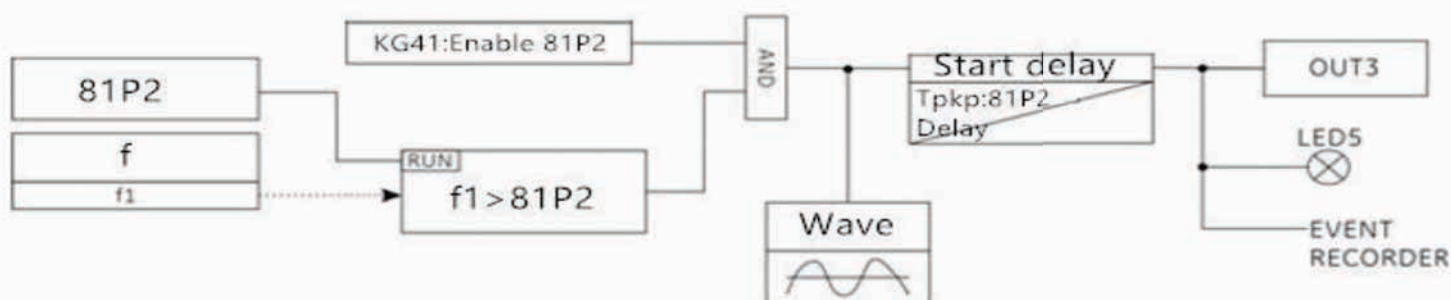 KG41:Enable 81P2
81P2
f
f1
RUN
f1>81P2
AND
Start delay
Tpkp:81P2
Delay
Wave
OUT3
LED5
EVENT
RECORDER